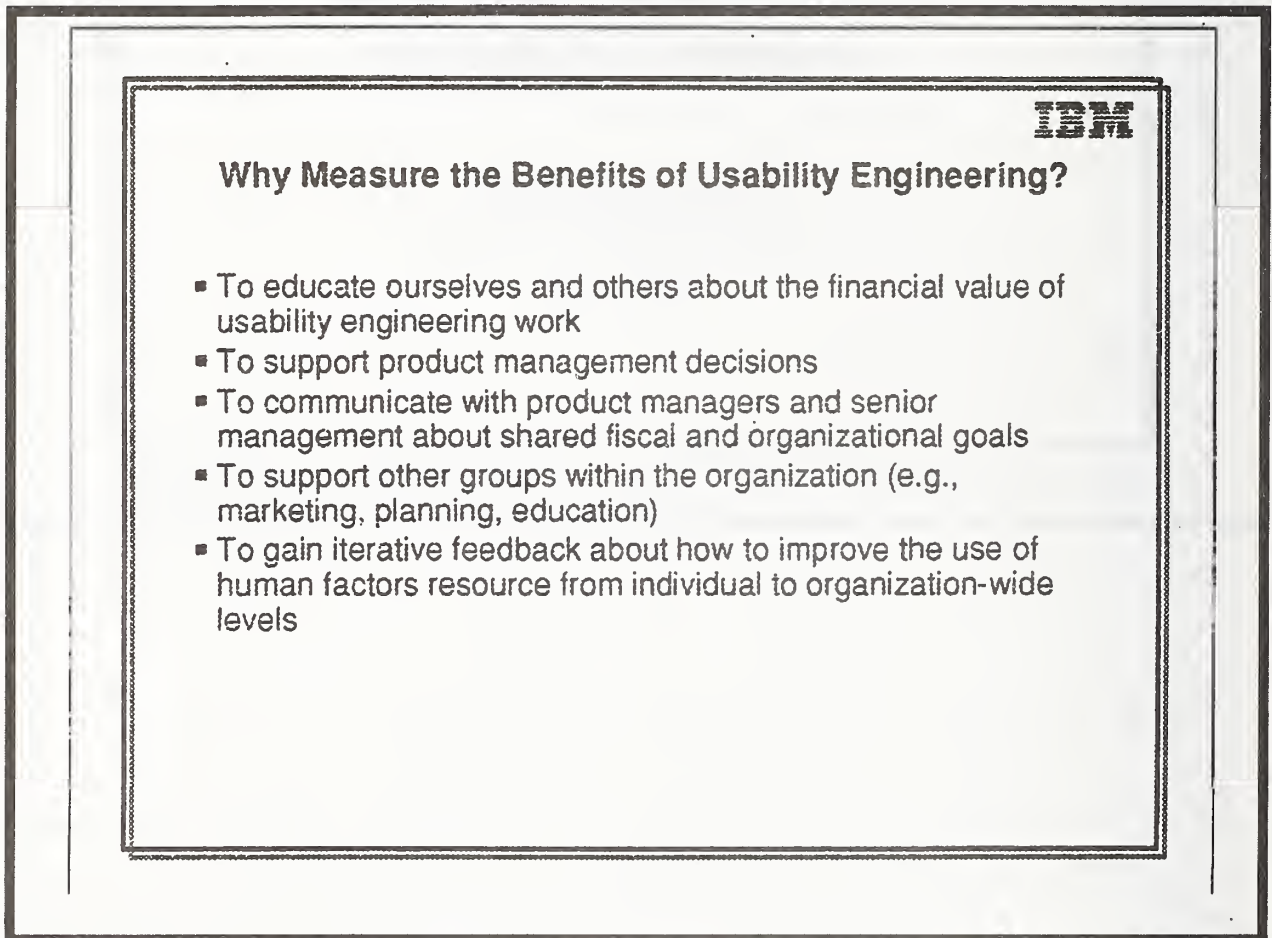 IBM
Why Measure the Benefits of Usability Engineering?
▪ To educate ourselves and others about the financial value of
usability engineering work
▪ To support product management decisions
▪ To communicate with product managers and senior
management about shared fiscal and organizational goals
▪ To support other groups within the organization (e.g.,
marketing, planning, education)
▪ To gain iterative feedback about how to improve the use of
human factors resource from individual to organization-wide
levels